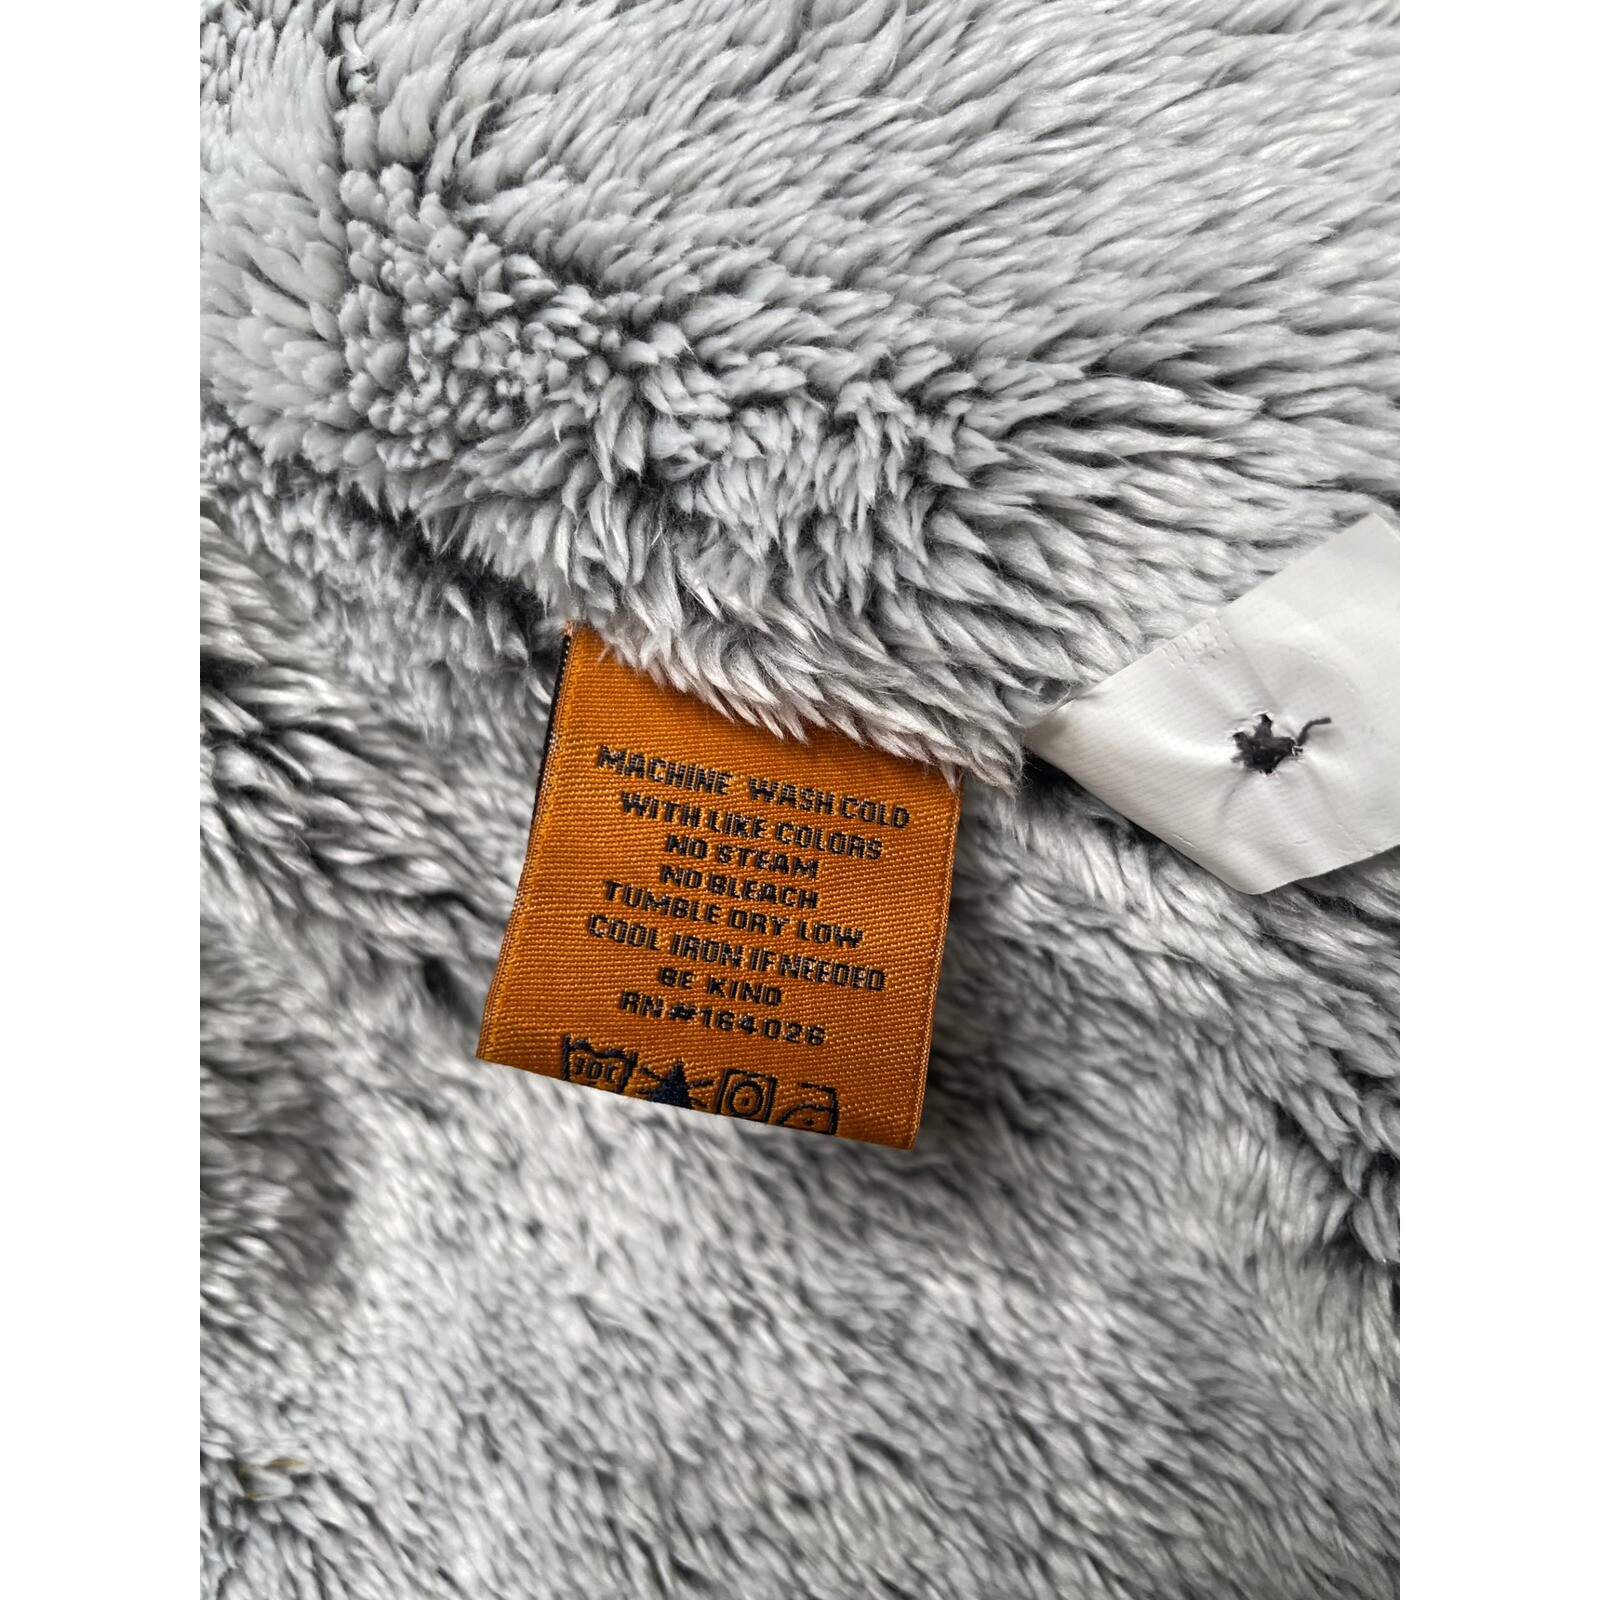 MACHINE WASH COLD
WITH LIKE COLORS
NO STEAM
NO BLEACH
TUMBLE DRY LOW
COOL IRON IF NEEDED
BE KIND
RN #164026
30C